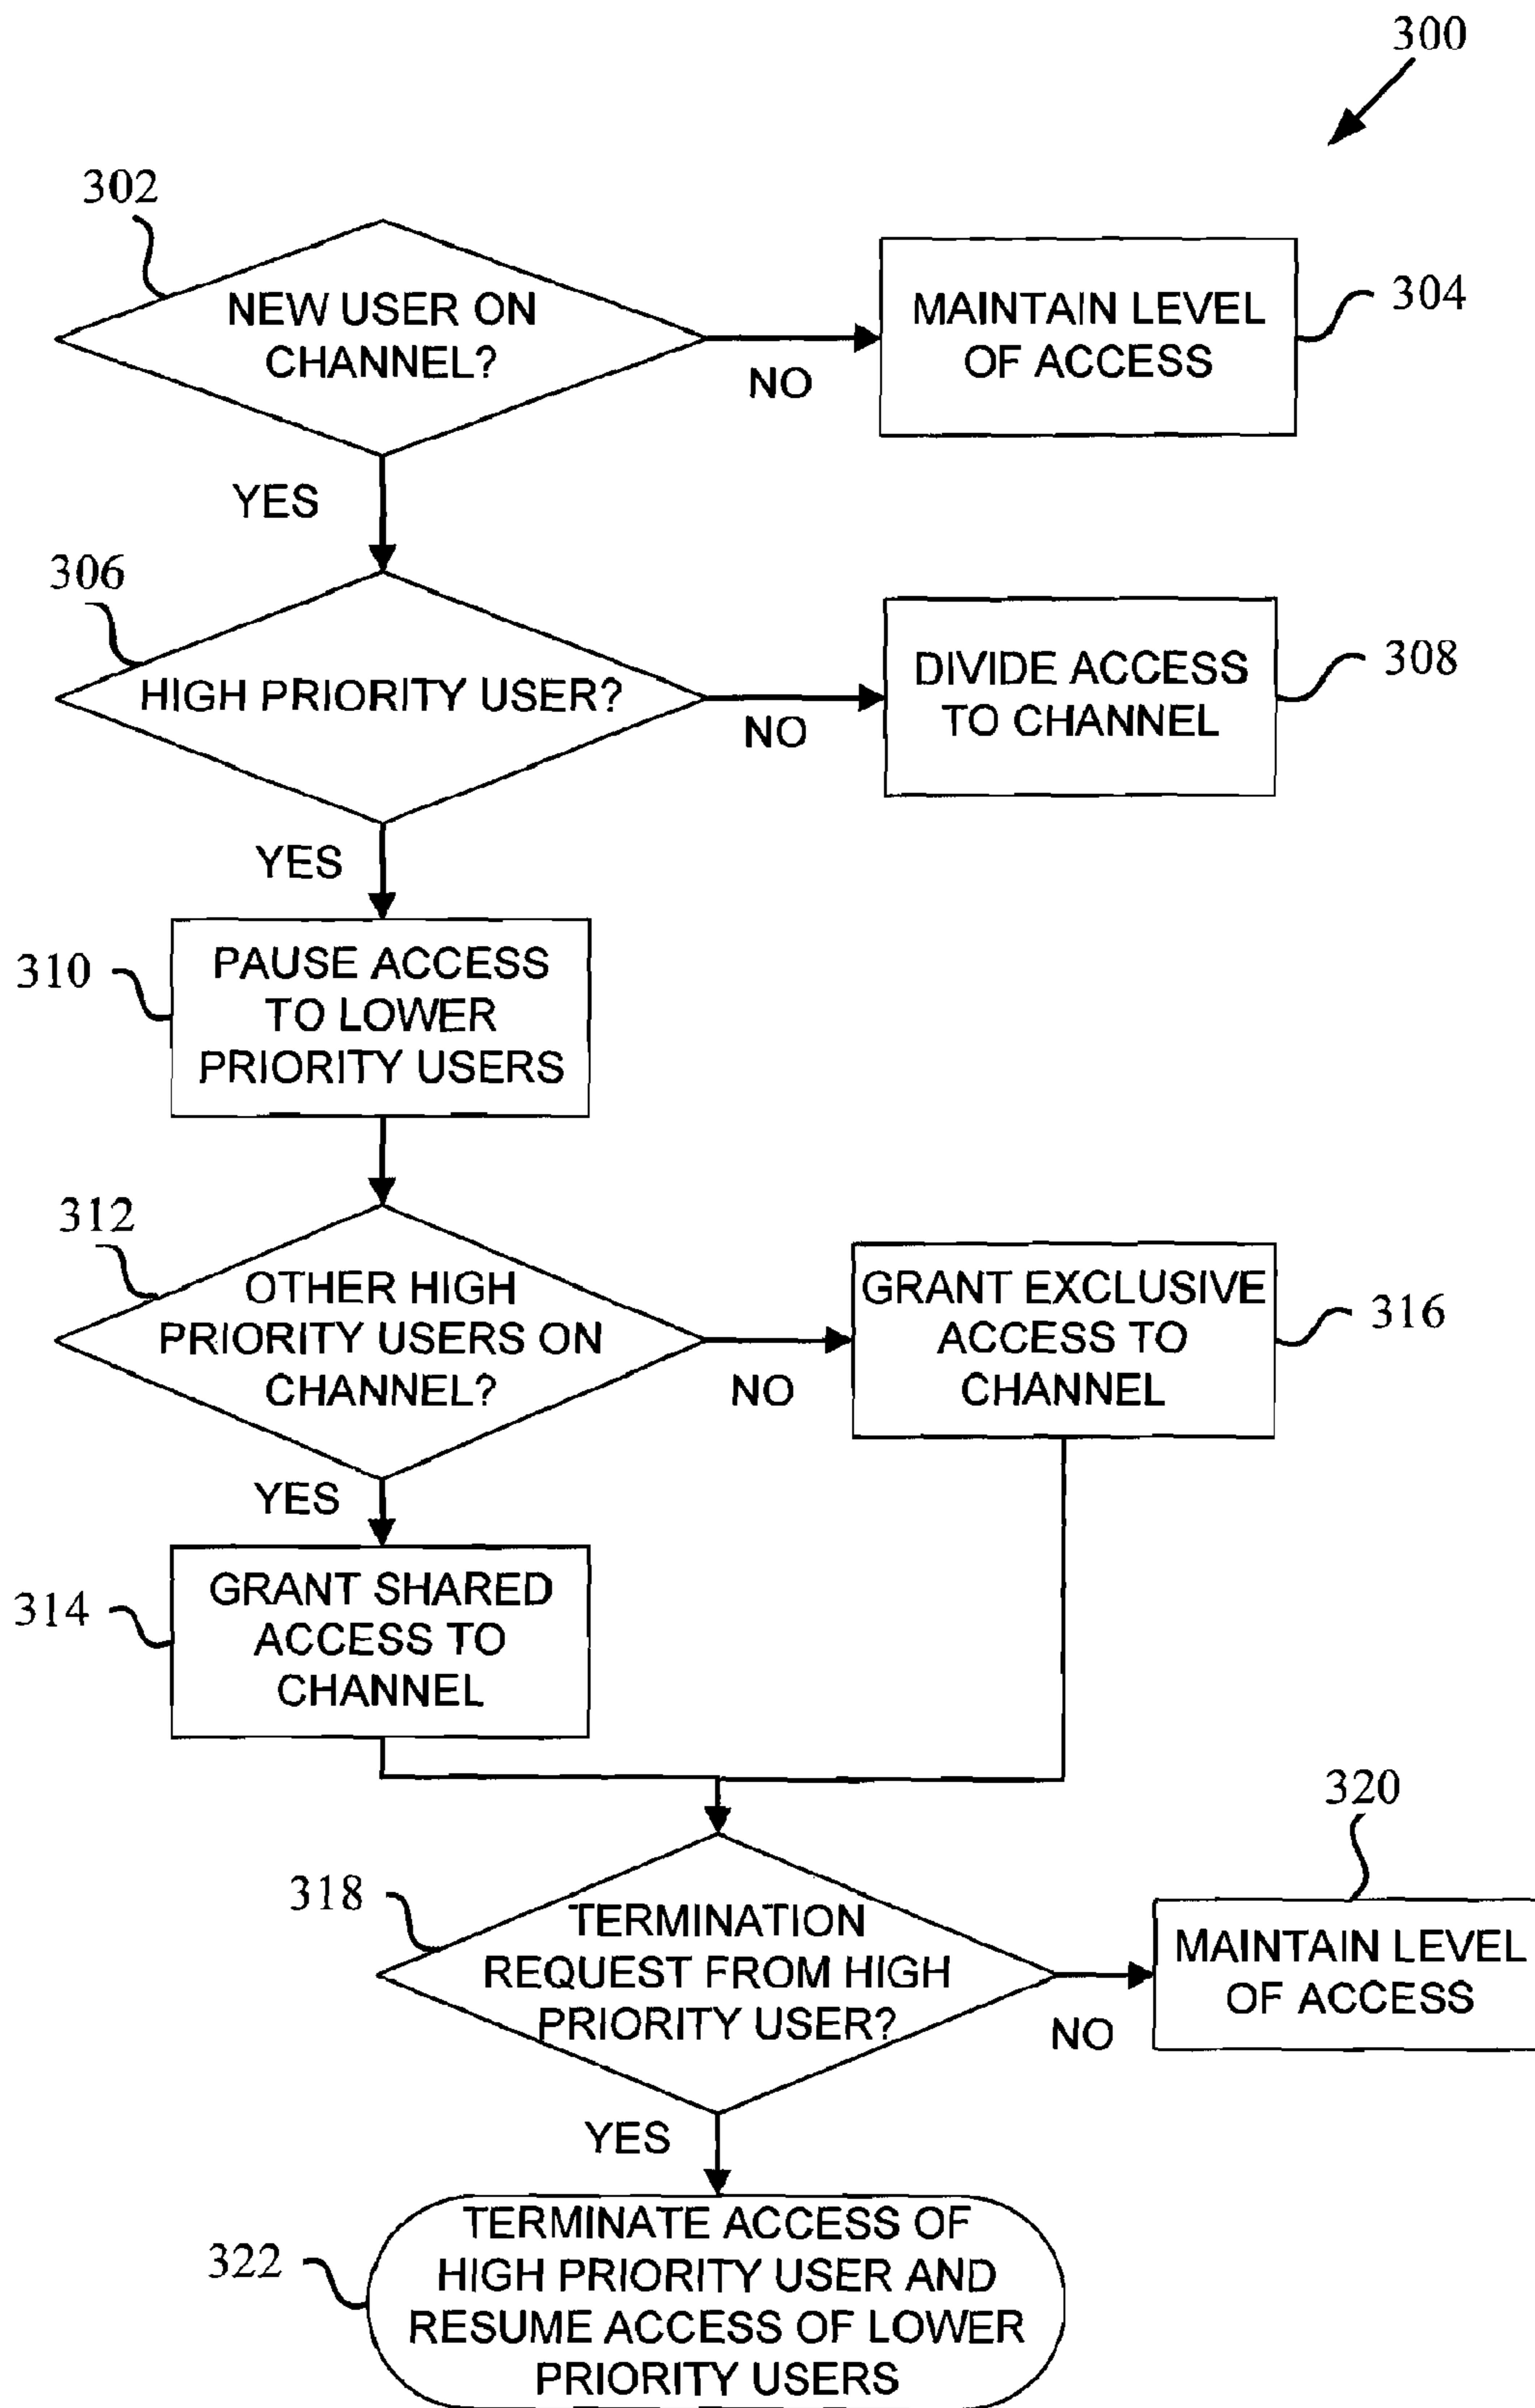 300
302
NEW USER ON
CHANNEL?
NO
MAINTAIN LEVEL
OF ACCESS
304
YES
306
HIGH PRIORITY USER?
NO
DIVIDE ACCESS
TO CHANNEL
308
YES
310
PAUSE ACCESS
TO LOWER
PRIORITY USERS
312
OTHER HIGH
PRIORITY USERS ON
CHANNEL?
NO
GRANT EXCLUSIVE
ACCESS TO
CHANNEL
316
YES
314
GRANT SHARED
ACCESS TO
CHANNEL
318
TERMINATION
REQUEST FROM HIGH
PRIORITY USER?
NO
320
MAINTAIN LEVEL
OF ACCESS
YES
322
TERMINATE ACCESS OF
HIGH PRIORITY USER AND
RESUME ACCESS OF LOWER
PRIORITY USERS